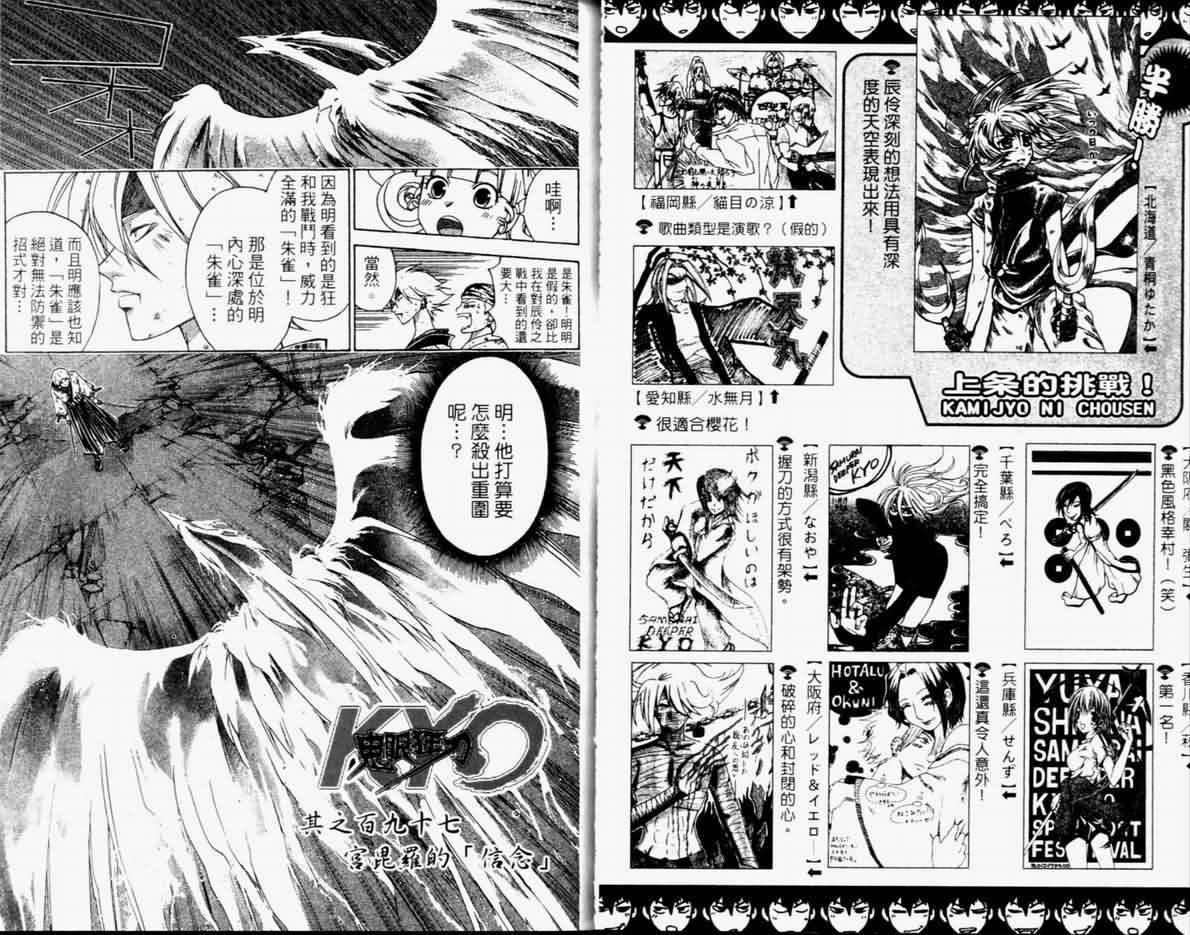 半勝！
辰伶深刻的想法用具有深
度的天空表現出來！
【北海道／青桐ゆたか】
上条的挑戰！
KAMIJYO NI CHOUSEN
【福岡縣／貓目の涼】
歌曲類型是演歌？（假的）
【愛知縣／水無月】
很適合櫻花！
黑色風格幸村！（笑）
【千葉縣／ぺろ】
完全搞定！
SAMURAI
DEEPER
KYO
【新潟縣／なおや】
握刀的方式很有架勢。
ボクがほしいのは
天下
だけだから
SAMURAI
DEEPER
KYO
第一名！
YUYA
SAMURAI
DEEPER
【兵庫縣／せんず】
這還真令人意外！
HOTALU
&
OKUNI
【大阪府／レッド＆イエロー】
破碎的心和封閉的心。
哇啊…
是朱雀！明明
是假的，卻比
我在對辰伶之
戰中看到的還
要大…
當然。
因為明看到的是狂
和我戰鬥時，威力
全滿的「朱雀」！
那是位於明
內心深處的
「朱雀」…
而且明應該也知
道，「朱雀」是
絕對無法防禦的
招式才對…
明…他打算要
怎麼殺出重圍
呢…？
KYO
鬼眼狂刀
其之百九十七
宮毘羅的「信念」